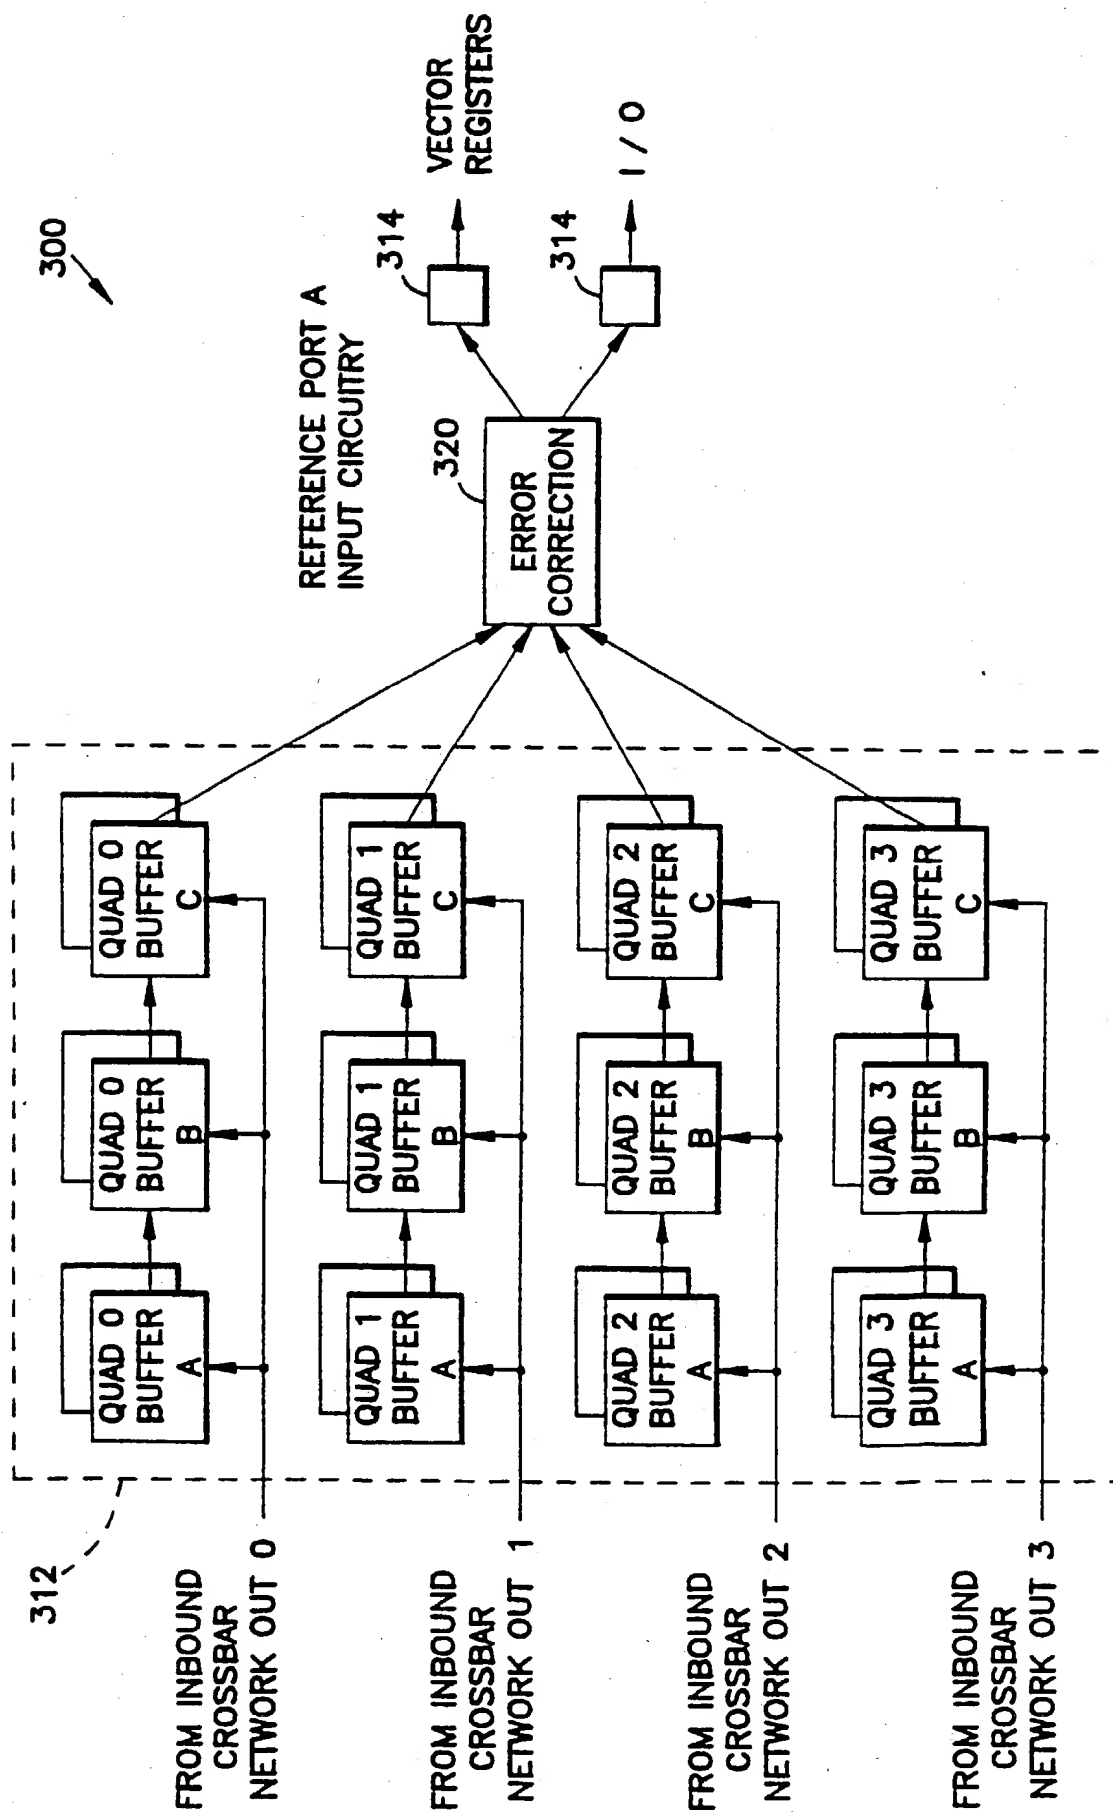 300
REFERENCE PORT A
INPUT CIRCUITRY
312
FROM INBOUND
CROSSBAR
NETWORK OUT 0
QUAD 0
BUFFER
A
QUAD 0
BUFFER
B
QUAD 0
BUFFER
C
FROM INBOUND
CROSSBAR
NETWORK OUT 1
QUAD 1
BUFFER
A
QUAD 1
BUFFER
B
QUAD 1
BUFFER
C
FROM INBOUND
CROSSBAR
NETWORK OUT 2
QUAD 2
BUFFER
A
QUAD 2
BUFFER
B
QUAD 2
BUFFER
C
FROM INBOUND
CROSSBAR
NETWORK OUT 3
QUAD 3
BUFFER
A
QUAD 3
BUFFER
B
QUAD 3
BUFFER
C
320
ERROR
CORRECTION
314
VECTOR
REGISTERS
314
I / O